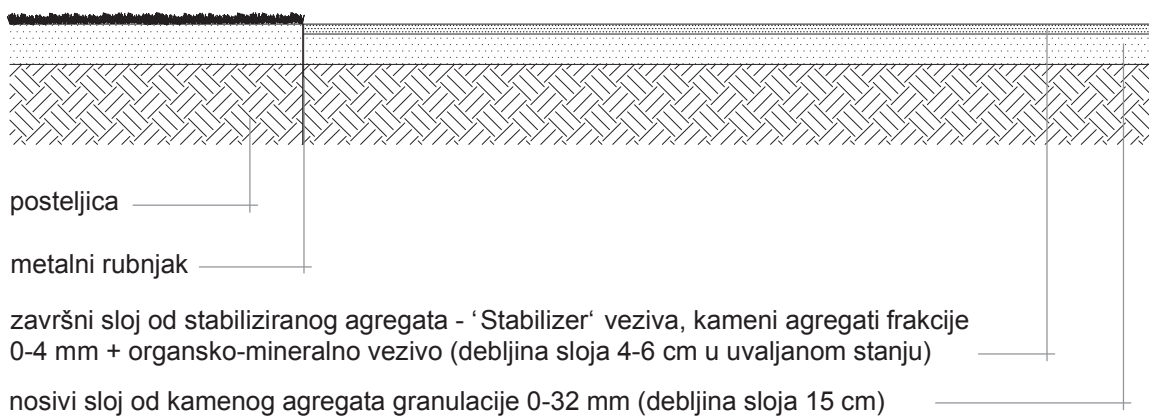 posteljica
metalni rubnjak
završni sloj od stabiliziranog agregata - ‘Stabilizer‘ veziva, kameni agregati frakcije
0-4 mm + organsko-mineralno vezivo (debljina sloja 4-6 cm u uvaljanom stanju)
nosivi sloj od kamenog agregata granulacije 0-32 mm (debljina sloja 15 cm)